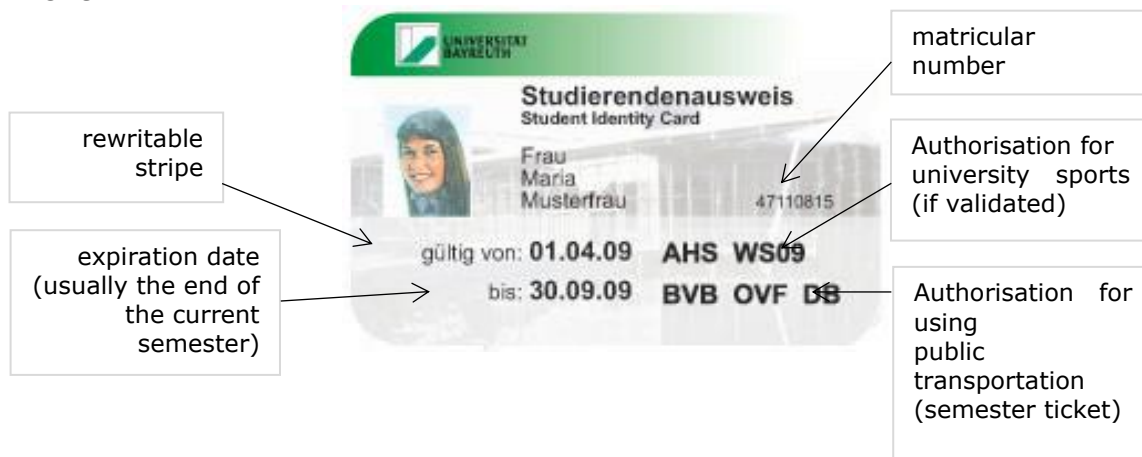 UNIVERSITÄT
BAYREUTH
Studierendenausweis
Student Identity Card
Frau
Maria
Musterfrau
47110815
gültig von: 01.04.09 AHS WS09
bis: 30.09.09 BVB OVF DB
rewritable
stripe
expiration date
(usually the end of
the current
semester)
matricular
number
Authorisation for
university sports
(if validated)
Authorisation for
using
public
transportation
(semester ticket)